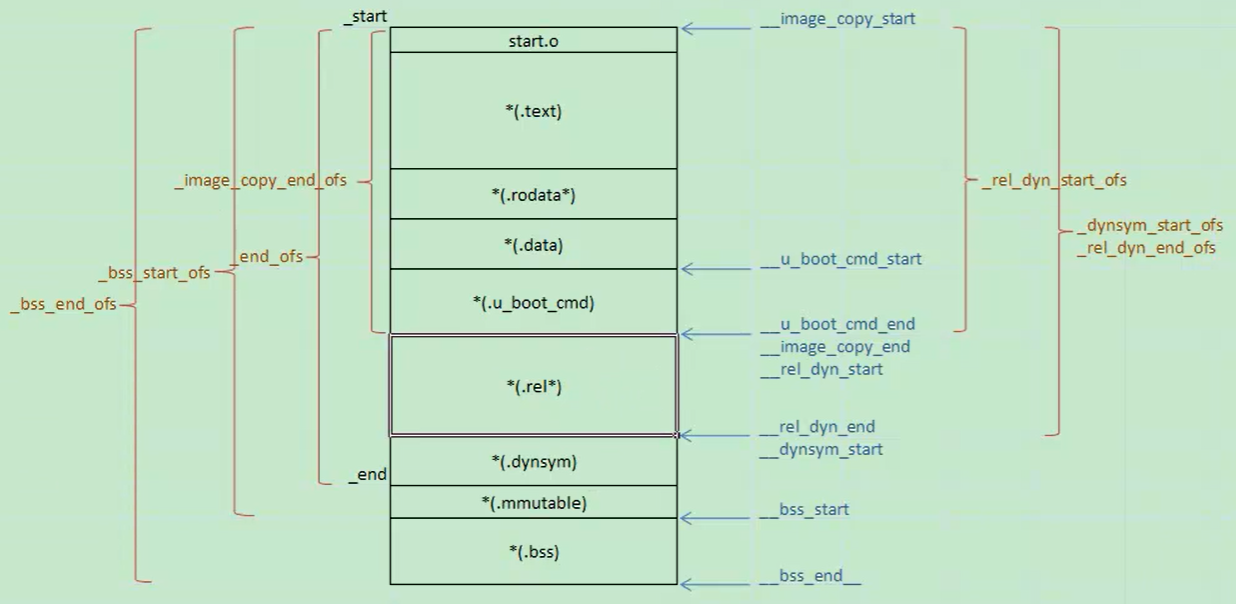 _start
__image_copy_start
start.o
*(.text)
_image_copy_end_ofs
*(.rodata*)
_rel_dyn_start_ofs
_dynsym_start_ofs
_rel_dyn_end_ofs
*(.data)
_end_ofs
__u_boot_cmd_start
_bss_start_ofs
_bss_end_ofs
*(.u_boot_cmd)
__u_boot_cmd_end
__image_copy_end
__rel_dyn_start
*(.rel*)
__rel_dyn_end
__dynsym_start
*(.dynsym)
_end
*(.mmutable)
__bss_start
*(.bss)
__bss_end__